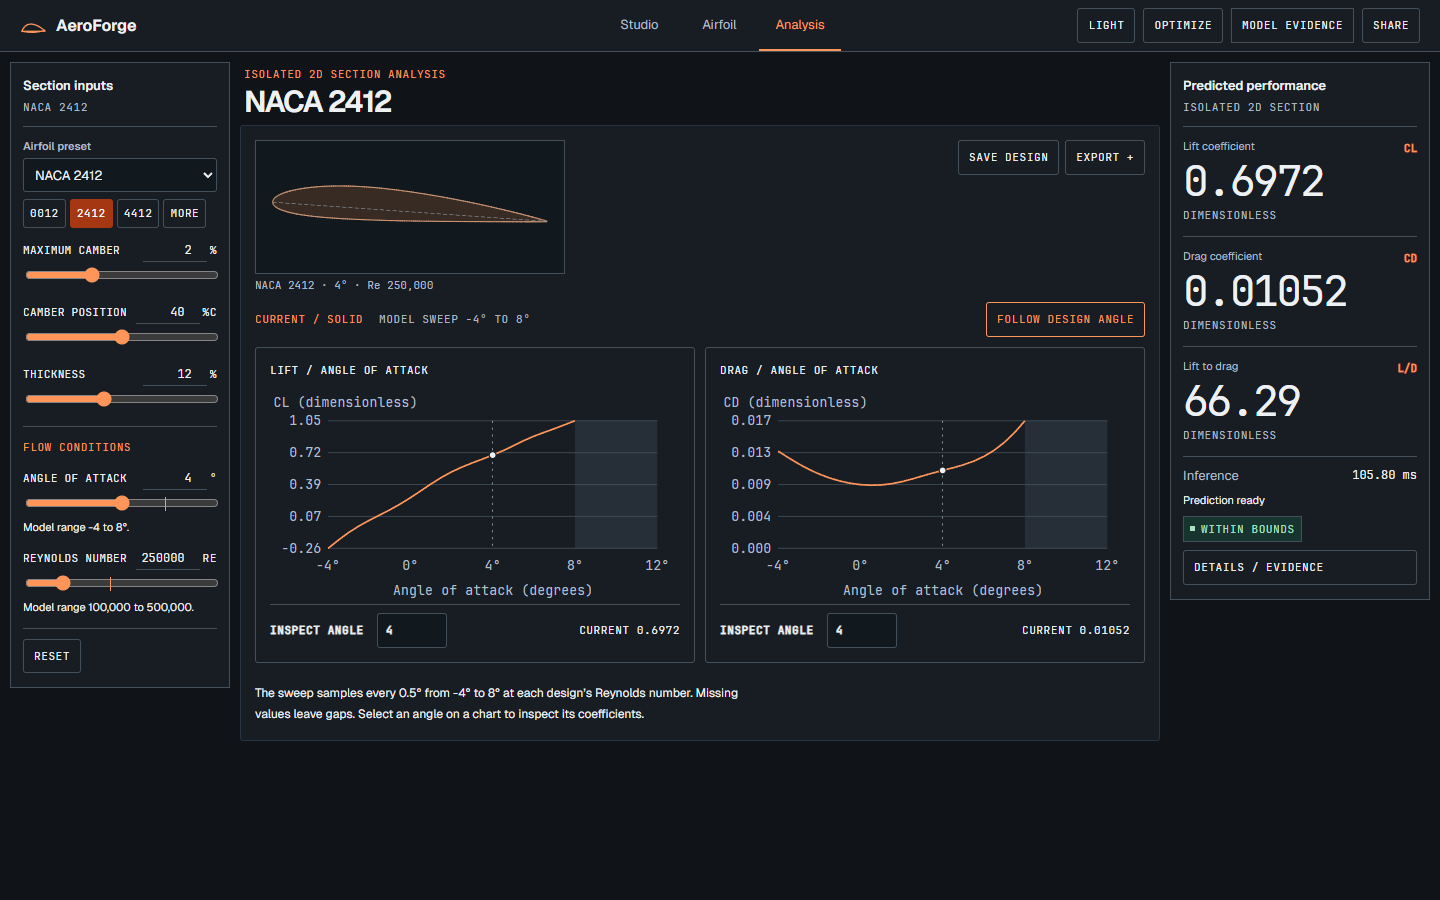 AeroForge
Studio
Airfoil
Analysis
LIGHT
OPTIMIZE
MODEL EVIDENCE
SHARE
Section inputs
NACA 2412
Airfoil preset
NACA 2412
0012
2412
4412
MORE
MAXIMUM CAMBER 2 %
CAMBER POSITION 40 %C
THICKNESS 12 %
FLOW CONDITIONS
ANGLE OF ATTACK 4 °
Model range -4 to 8°.
REYNOLDS NUMBER 250000 RE
Model range 100,000 to 500,000.
RESET
ISOLATED 2D SECTION ANALYSIS
NACA 2412
SAVE DESIGN
EXPORT +
NACA 2412 · 4° · Re 250,000
CURRENT / SOLID MODEL SWEEP -4° TO 8°
FOLLOW DESIGN ANGLE
LIFT / ANGLE OF ATTACK
CL (dimensionless)
1.05
0.72
0.39
0.07
-0.26
-4° 0° 4° 8° 12°
Angle of attack (degrees)
INSPECT ANGLE 4 CURRENT 0.6972
DRAG / ANGLE OF ATTACK
CD (dimensionless)
0.017
0.013
0.009
0.004
0.000
-4° 0° 4° 8° 12°
Angle of attack (degrees)
INSPECT ANGLE 4 CURRENT 0.01052
The sweep samples every 0.5° from -4° to 8° at each design's Reynolds number. Missing
values leave gaps. Select an angle on a chart to inspect its coefficients.
Predicted performance
ISOLATED 2D SECTION
Lift coefficient CL
0.6972
DIMENSIONLESS
Drag coefficient CD
0.01052
DIMENSIONLESS
Lift to drag L/D
66.29
DIMENSIONLESS
Inference 105.80 ms
Prediction ready
WITHIN BOUNDS
DETAILS / EVIDENCE